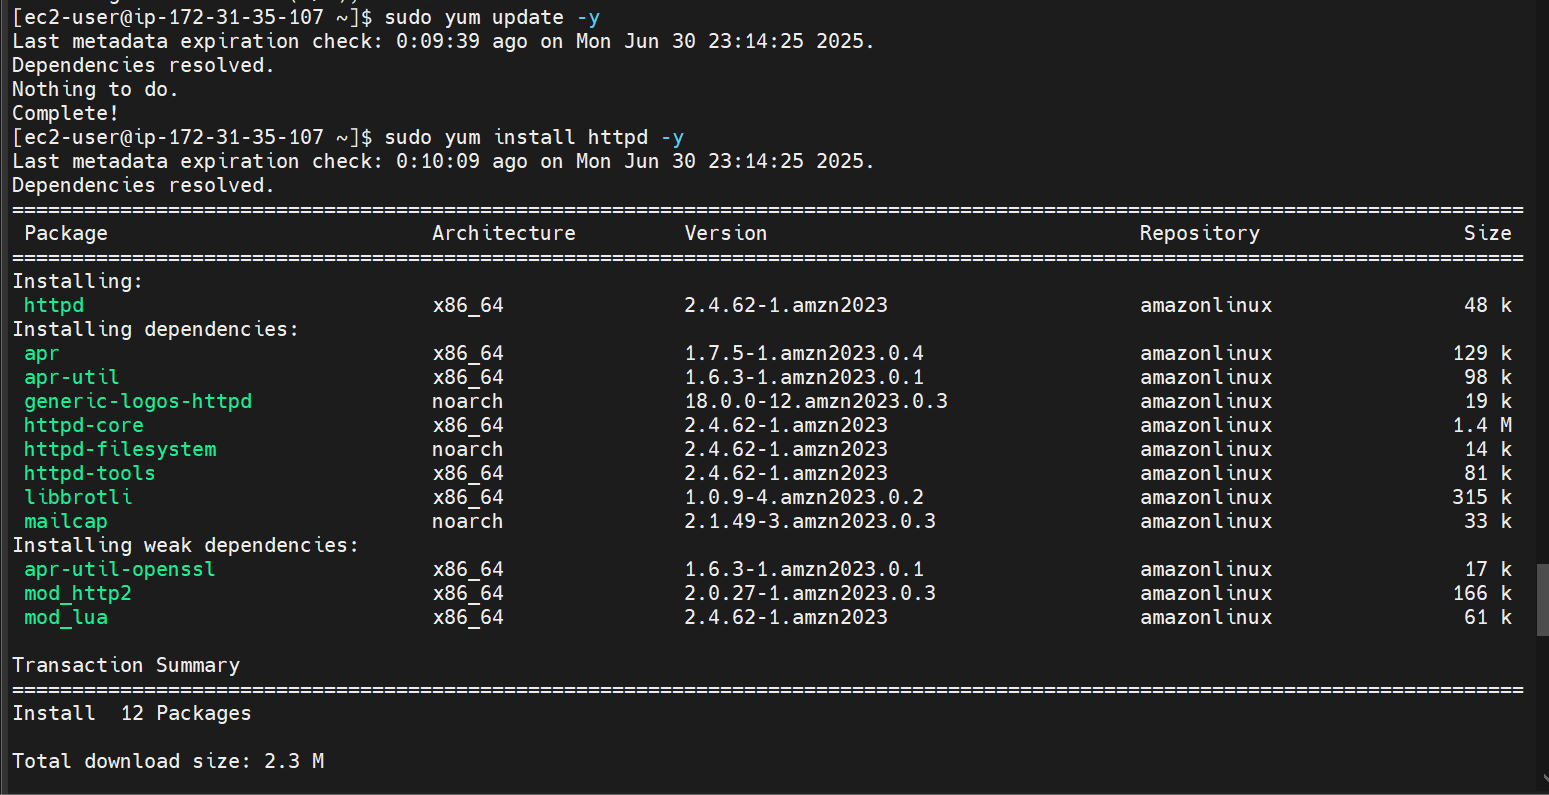 [ec2-user@ip-172-31-35-107 ~]$ sudo yum update -y
Last metadata expiration check: 0:09:39 ago on Mon Jun 30 23:14:25 2025.
Dependencies resolved.
Nothing to do.
Complete!
[ec2-user@ip-172-31-35-107 ~]$ sudo yum install httpd -y
Last metadata expiration check: 0:10:09 ago on Mon Jun 30 23:14:25 2025.
Dependencies resolved.
==============================================================================================================================
Package Architecture Version Repository Size
==============================================================================================================================
Installing:
httpd x86_64 2.4.62-1.amzn2023 amazonlinux 48 k
Installing dependencies:
apr x86_64 1.7.5-1.amzn2023.0.4 amazonlinux 129 k
apr-util x86_64 1.6.3-1.amzn2023.0.1 amazonlinux 98 k
generic-logos-httpd noarch 18.0.0-12.amzn2023.0.3 amazonlinux 19 k
httpd-core x86_64 2.4.62-1.amzn2023 amazonlinux 1.4 M
httpd-filesystem noarch 2.4.62-1.amzn2023 amazonlinux 14 k
httpd-tools x86_64 2.4.62-1.amzn2023 amazonlinux 81 k
libbrotli x86_64 1.0.9-4.amzn2023.0.2 amazonlinux 315 k
mailcap noarch 2.1.49-3.amzn2023.0.3 amazonlinux 33 k
Installing weak dependencies:
apr-util-openssl x86_64 1.6.3-1.amzn2023.0.1 amazonlinux 17 k
mod_http2 x86_64 2.0.27-1.amzn2023.0.3 amazonlinux 166 k
mod_lua x86_64 2.4.62-1.amzn2023 amazonlinux 61 k
Transaction Summary
==============================================================================================================================
Install 12 Packages
Total download size: 2.3 M